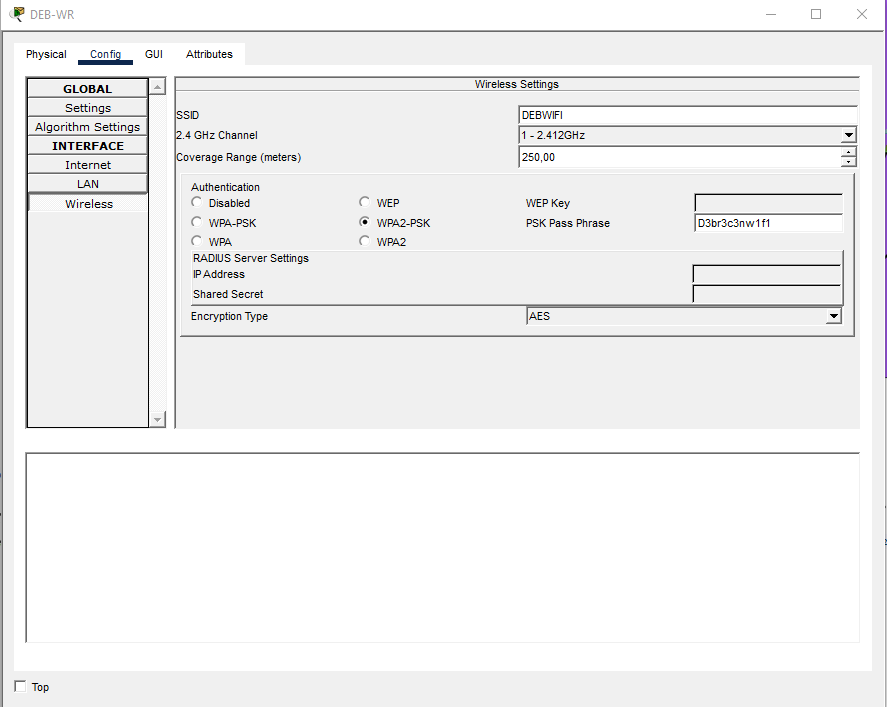 DEB-WR
Physical Config GUI Attributes
GLOBAL
Settings
Algorithm Settings
INTERFACE
Internet
LAN
Wireless
Wireless Settings
SSID DEBWIFI
2.4 GHz Channel 1 - 2.412GHz
Coverage Range (meters) 250,00
Authentication
Disabled WEP WEP Key
WPA-PSK WPA2-PSK PSK Pass Phrase D3br3c3nw1f1
WPA WPA2
RADIUS Server Settings
IP Address
Shared Secret
Encryption Type AES
Top